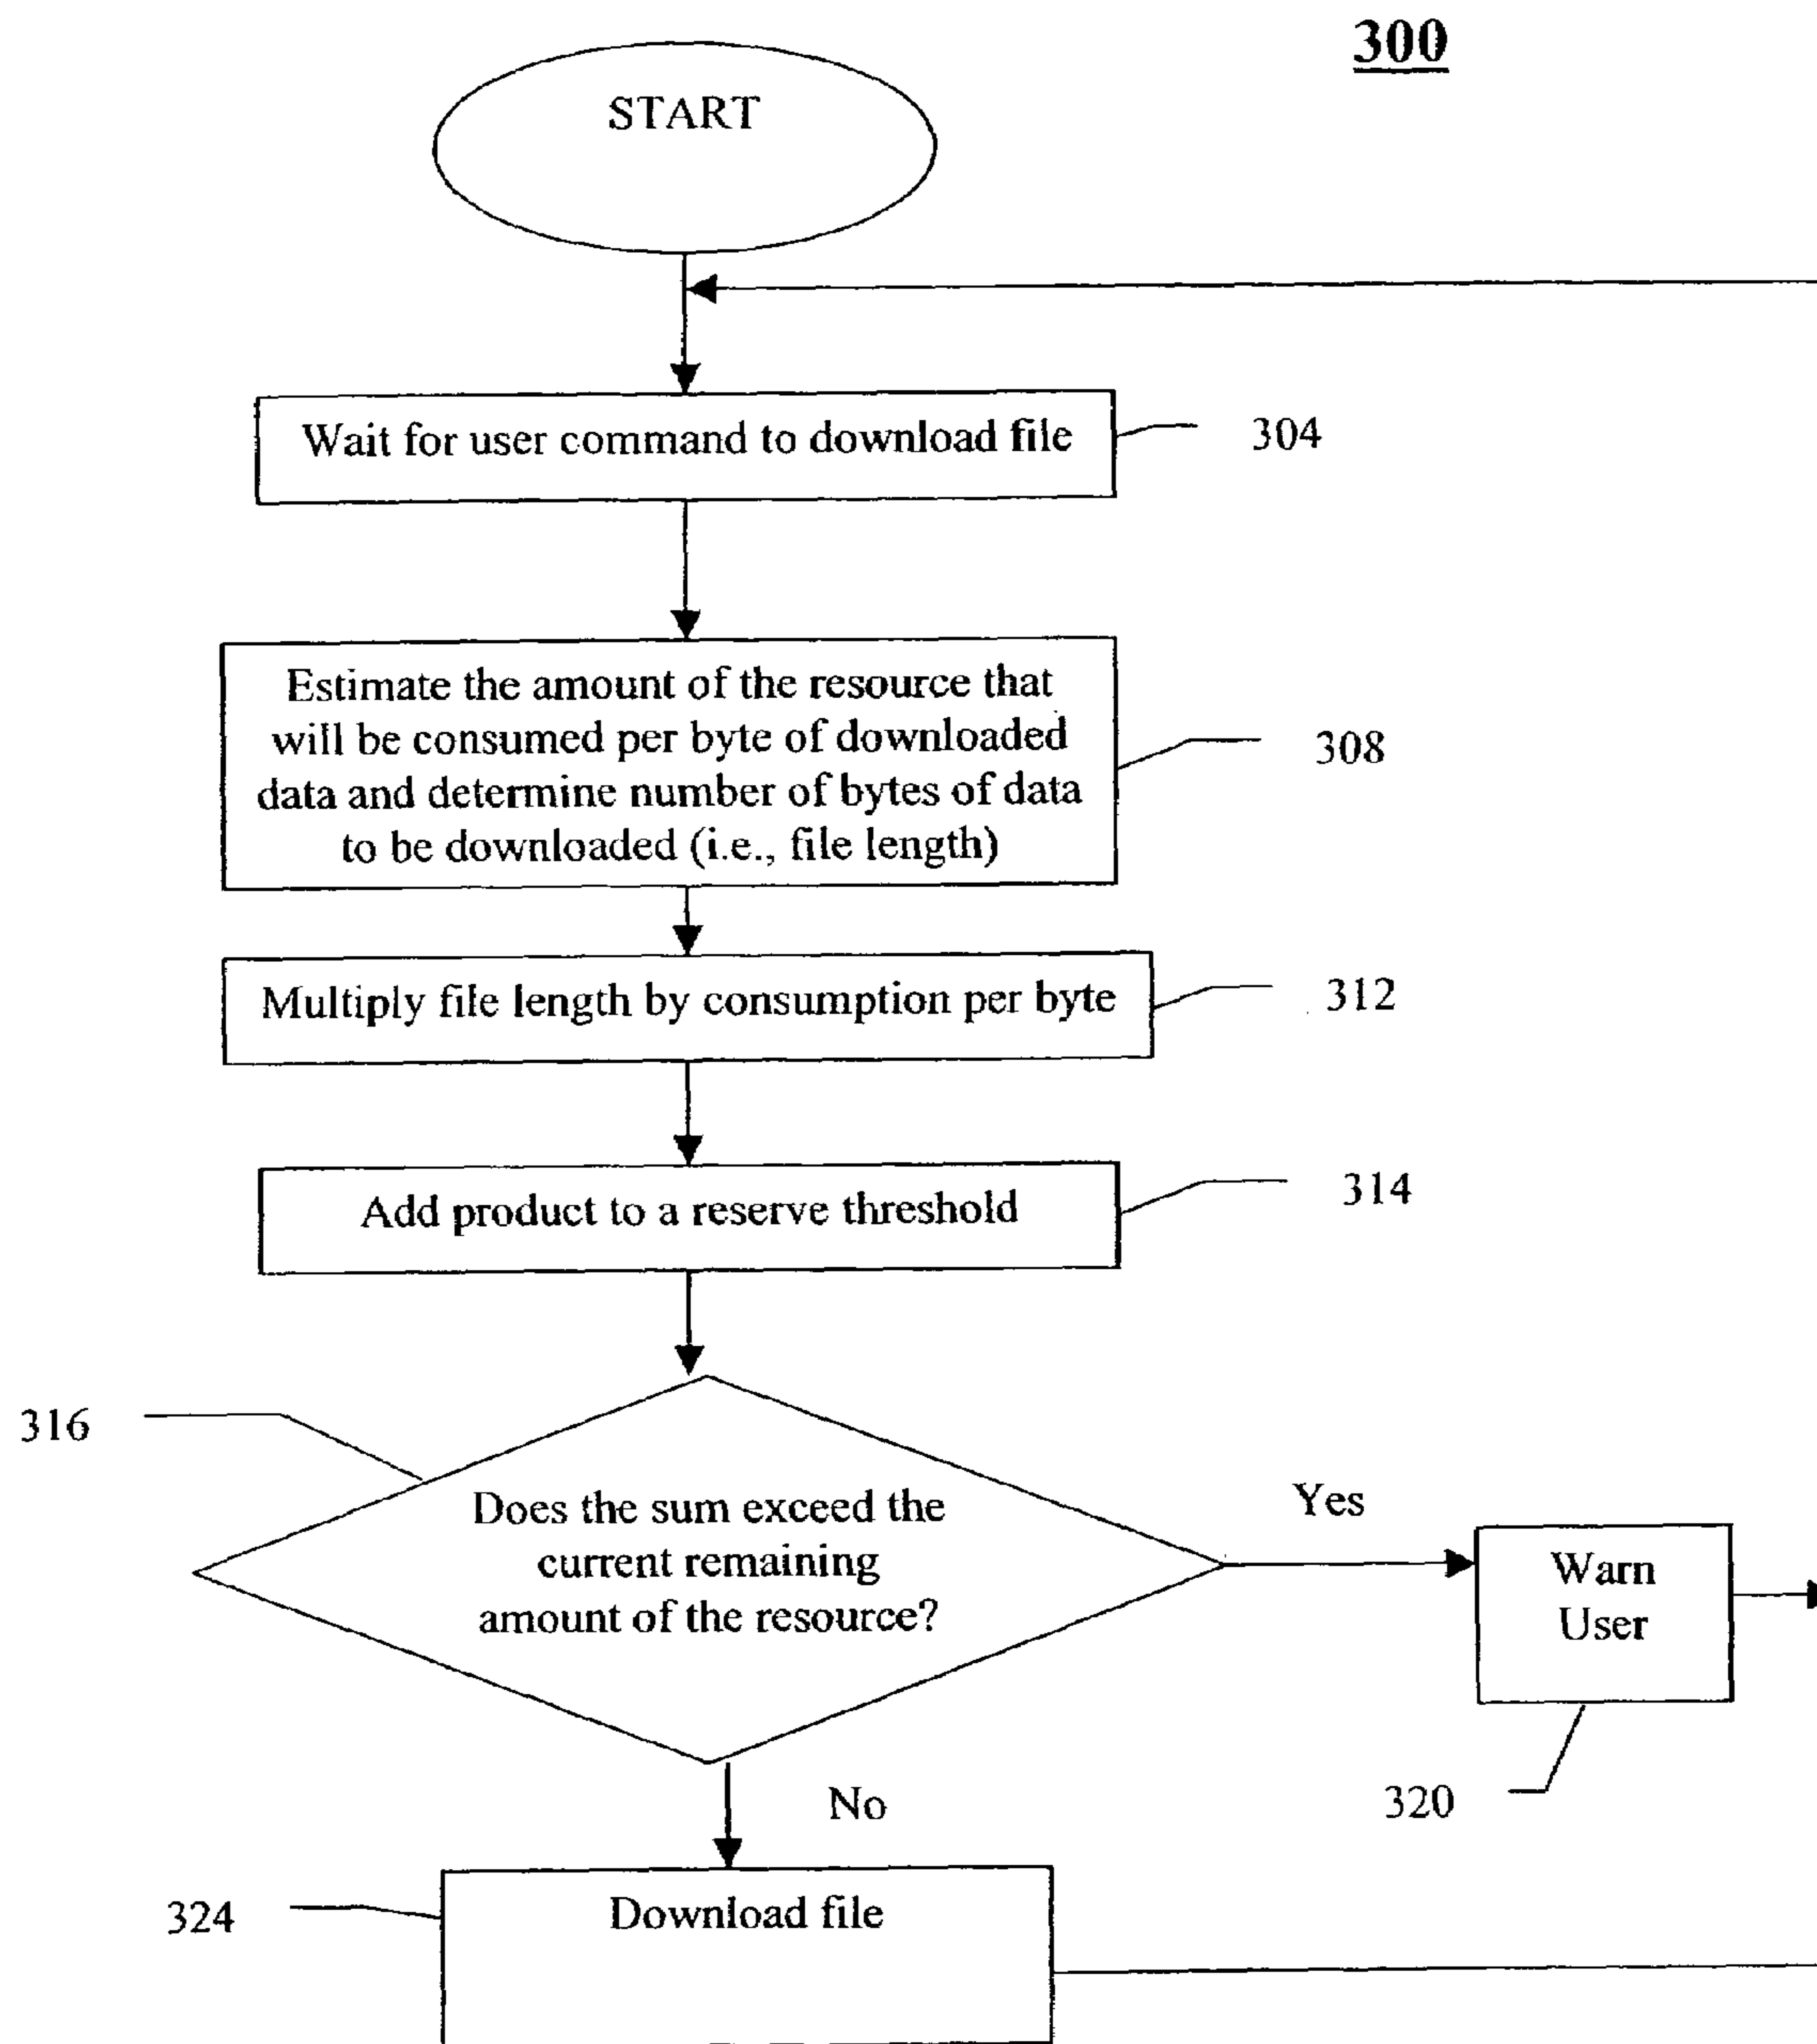 300
START
Wait for user command to download file
304
Estimate the amount of the resource that
will be consumed per byte of downloaded
data and determine number of bytes of data
to be downloaded (i.e., file length)
308
Multiply file length by consumption per byte
312
Add product to a reserve threshold
314
316
Does the sum exceed the
current remaining
amount of the resource?
Yes
Warn
User
320
No
324
Download file